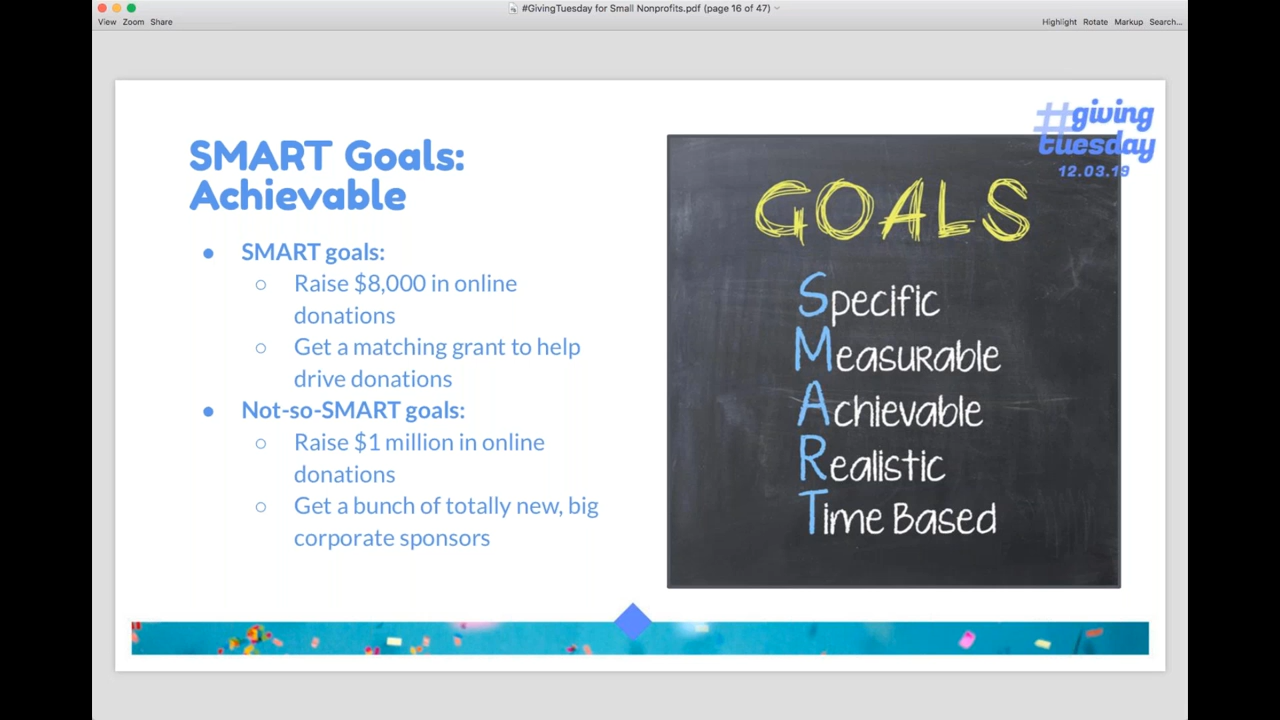 #GivingTuesday for Small Nonprofits.pdf (page 16 of 47)
View Zoom Share
Highlight Rotate Markup Search...
#giving
tuesday
12.03.19
SMART Goals:
Achievable
● SMART goals:
○ Raise $8,000 in online
donations
○ Get a matching grant to help
drive donations
● Not-so-SMART goals:
○ Raise $1 million in online
donations
○ Get a bunch of totally new, big
corporate sponsors
GOALS
Specific
Measurable
Achievable
Realistic
Time Based